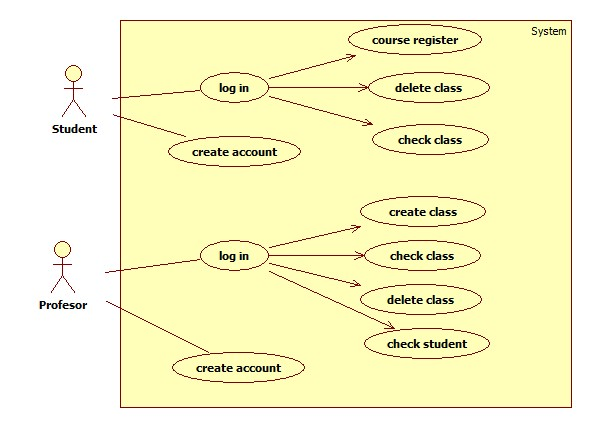 System
course register
log in
delete class
Student
check class
create account
create class
log in
check class
Profesor
delete class
check student
create account